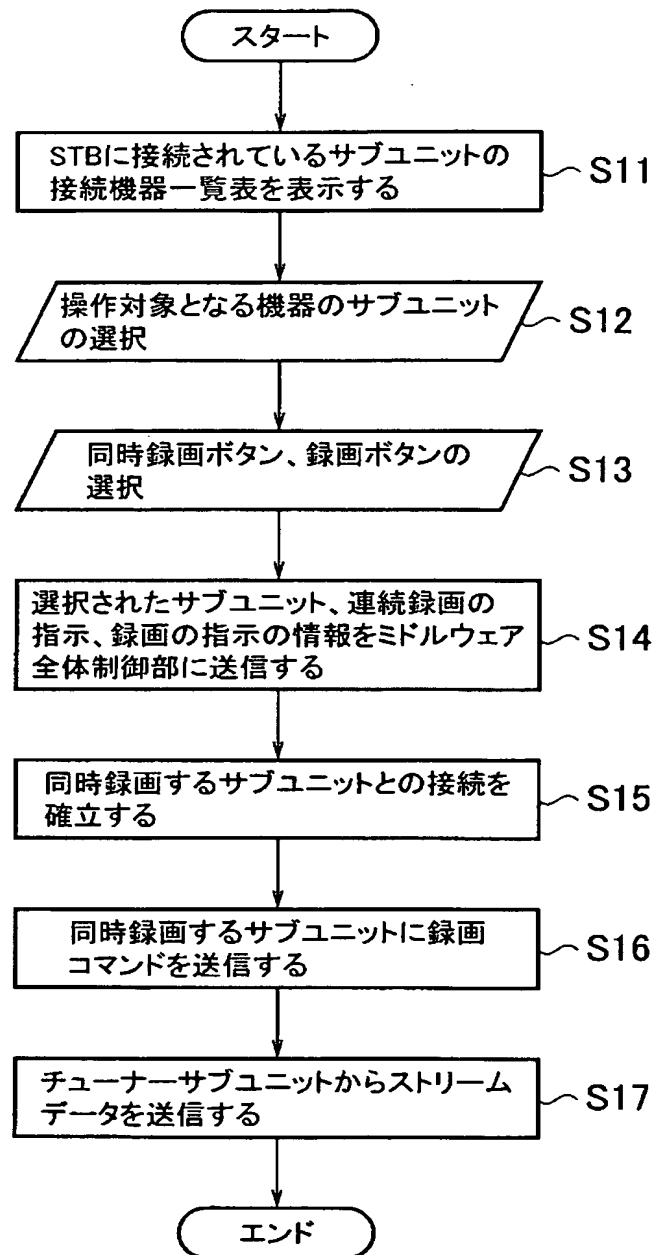 スタート
STBに接続されているサブユニットの
接続機器一覧表を表示する
S11
操作対象となる機器のサブユニット
の選択
S12
同時録画ボタン、録画ボタンの
選択
S13
選択されたサブユニット、連続録画の
指示、録画の指示の情報をミドルウェア
全体制御部に送信する
S14
同時録画するサブユニットとの接続を
確立する
S15
同時録画するサブユニットに録画
コマンドを送信する
S16
チューナーサブユニットからストリーム
データを送信する
S17
エンド